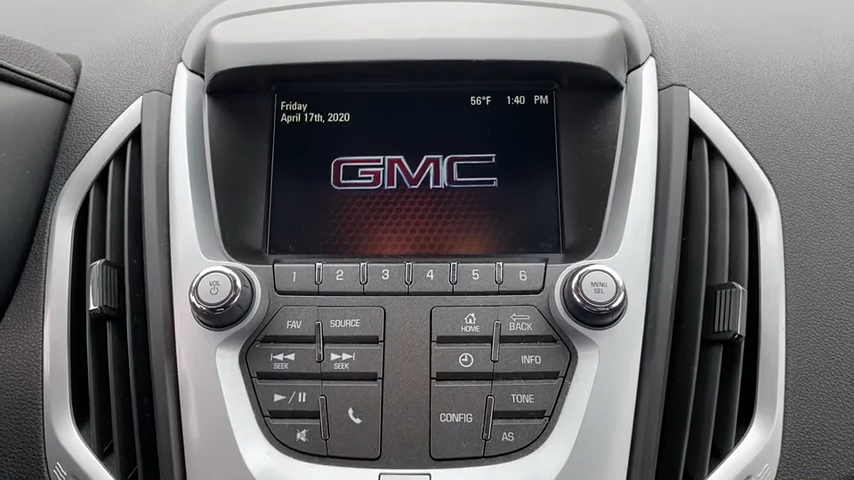 Friday
April 17th, 2020
56°F 1:40 PM
GMC
1 2 3 4 5 6
VOL
MENU
SEL
FAV SOURCE
HOME BACK
SEEK SEEK
INFO
TONE
CONFIG
AS